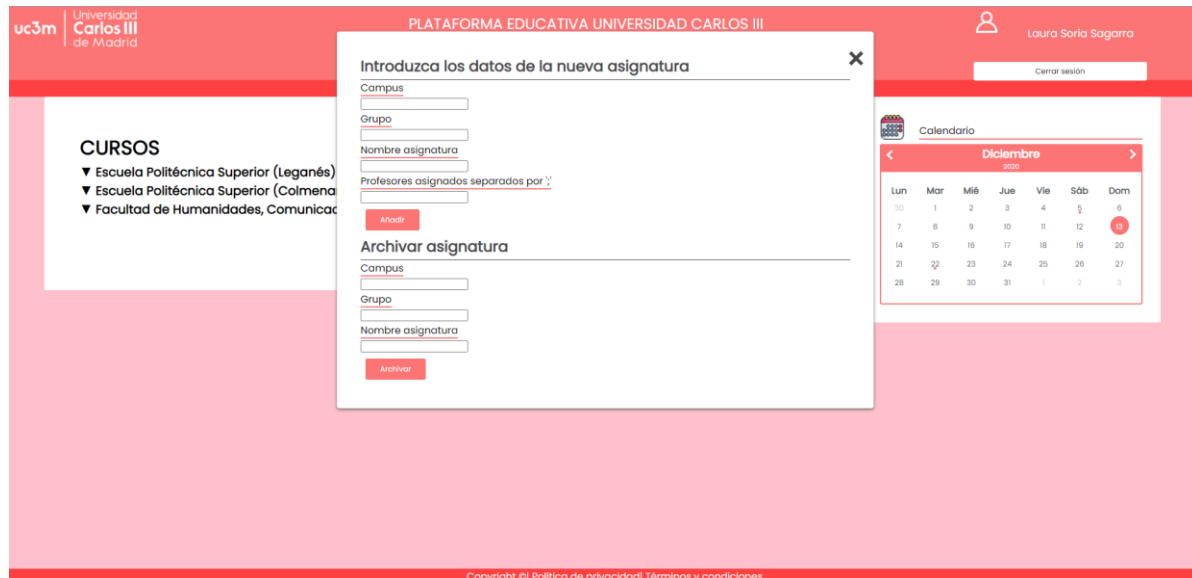 uc3m
Universidad
Carlos III
de Madrid
PLATAFORMA EDUCATIVA UNIVERSIDAD CARLOS III
Laura Soria Sagarra
Cerrar sesión
Introduzca los datos de la nueva asignatura
Campus
Grupo
Nombre asignatura
Profesores asignados separados por ';'
Añadir
Archivar asignatura
Campus
Grupo
Nombre asignatura
Archivar
CURSOS
▼ Escuela Politécnica Superior (Leganés)
▼ Escuela Politécnica Superior (Colmena
▼ Facultad de Humanidades, Comunicac
Calendario
Diciembre
2020
Lun Mar Mié Jue Vie Sáb Dom
30 1 2 3 4 5 6
7 8 9 10 11 12 13
14 15 16 17 18 19 20
21 22 23 24 25 26 27
28 29 30 31 1 2 3
Copyright ©| Política de privacidad| Términos y condiciones